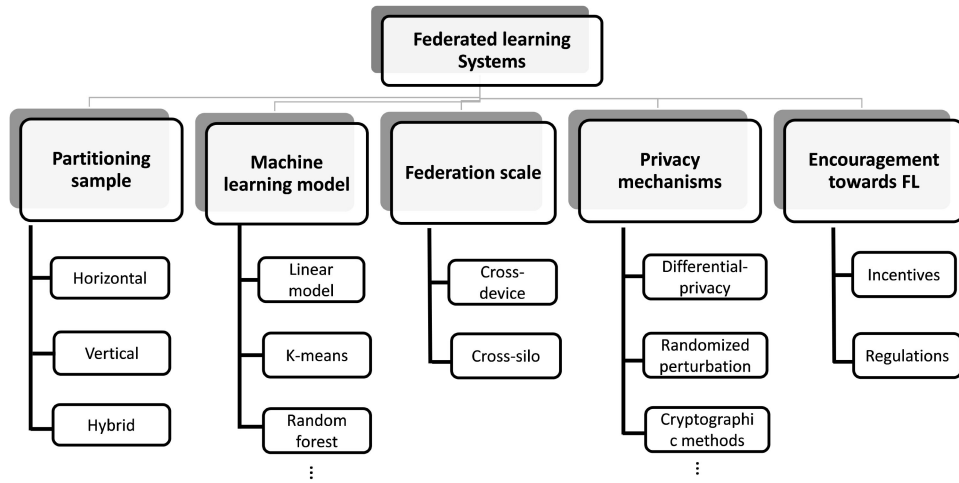 Federated learning
Systems
Partitioning
sample
Machine
learning model
Federation scale
Privacy
mechanisms
Encouragement
towards FL
Horizontal
Vertical
Hybrid
Linear
model
K-means
Random
forest
⋮
Cross-
device
Cross-silo
Differential-
privacy
Randomized
perturbation
Cryptographi
c methods
⋮
Incentives
Regulations